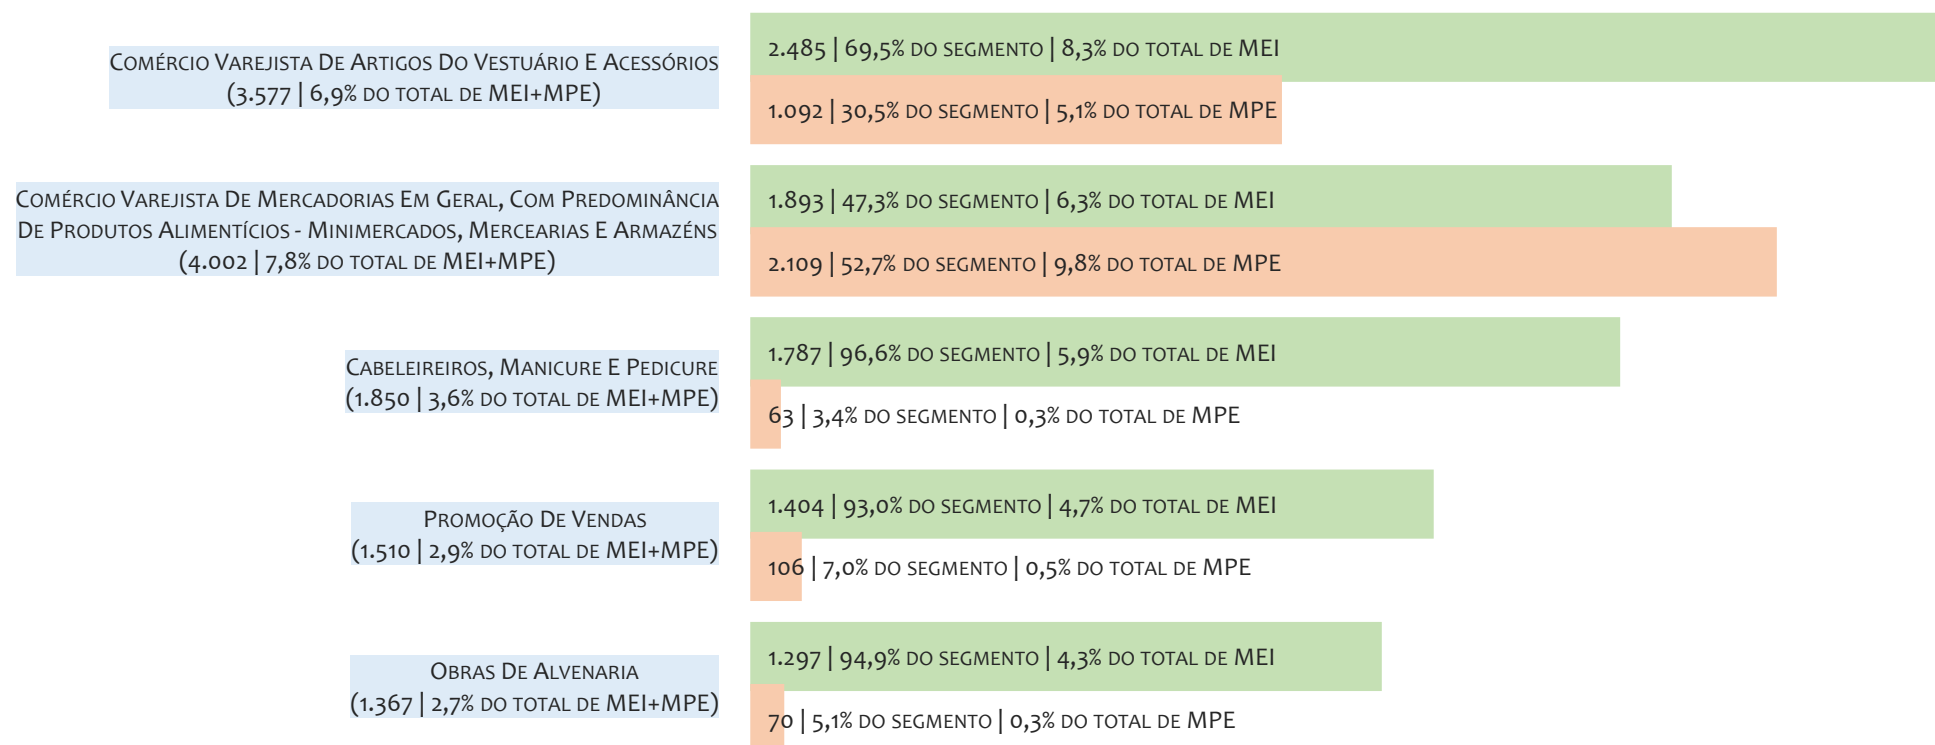 Comércio Varejista De Artigos Do Vestuário E Acessórios
(3.577 | 6,9% do total de MEI+MPE)
2.485 | 69,5% do segmento | 8,3% do total de MEI
1.092 | 30,5% do segmento | 5,1% do total de MPE
Comércio Varejista De Mercadorias Em Geral, Com Predominância
De Produtos Alimentícios - Minimercados, Mercearias E Armazéns
(4.002 | 7,8% do total de MEI+MPE)
1.893 | 47,3% do segmento | 6,3% do total de MEI
2.109 | 52,7% do segmento | 9,8% do total de MPE
Cabeleireiros, Manicure E Pedicure
(1.850 | 3,6% do total de MEI+MPE)
1.787 | 96,6% do segmento | 5,9% do total de MEI
63 | 3,4% do segmento | 0,3% do total de MPE
Promoção De Vendas
(1.510 | 2,9% do total de MEI+MPE)
1.404 | 93,0% do segmento | 4,7% do total de MEI
106 | 7,0% do segmento | 0,5% do total de MPE
Obras De Alvenaria
(1.367 | 2,7% do total de MEI+MPE)
1.297 | 94,9% do segmento | 4,3% do total de MEI
70 | 5,1% do segmento | 0,3% do total de MPE